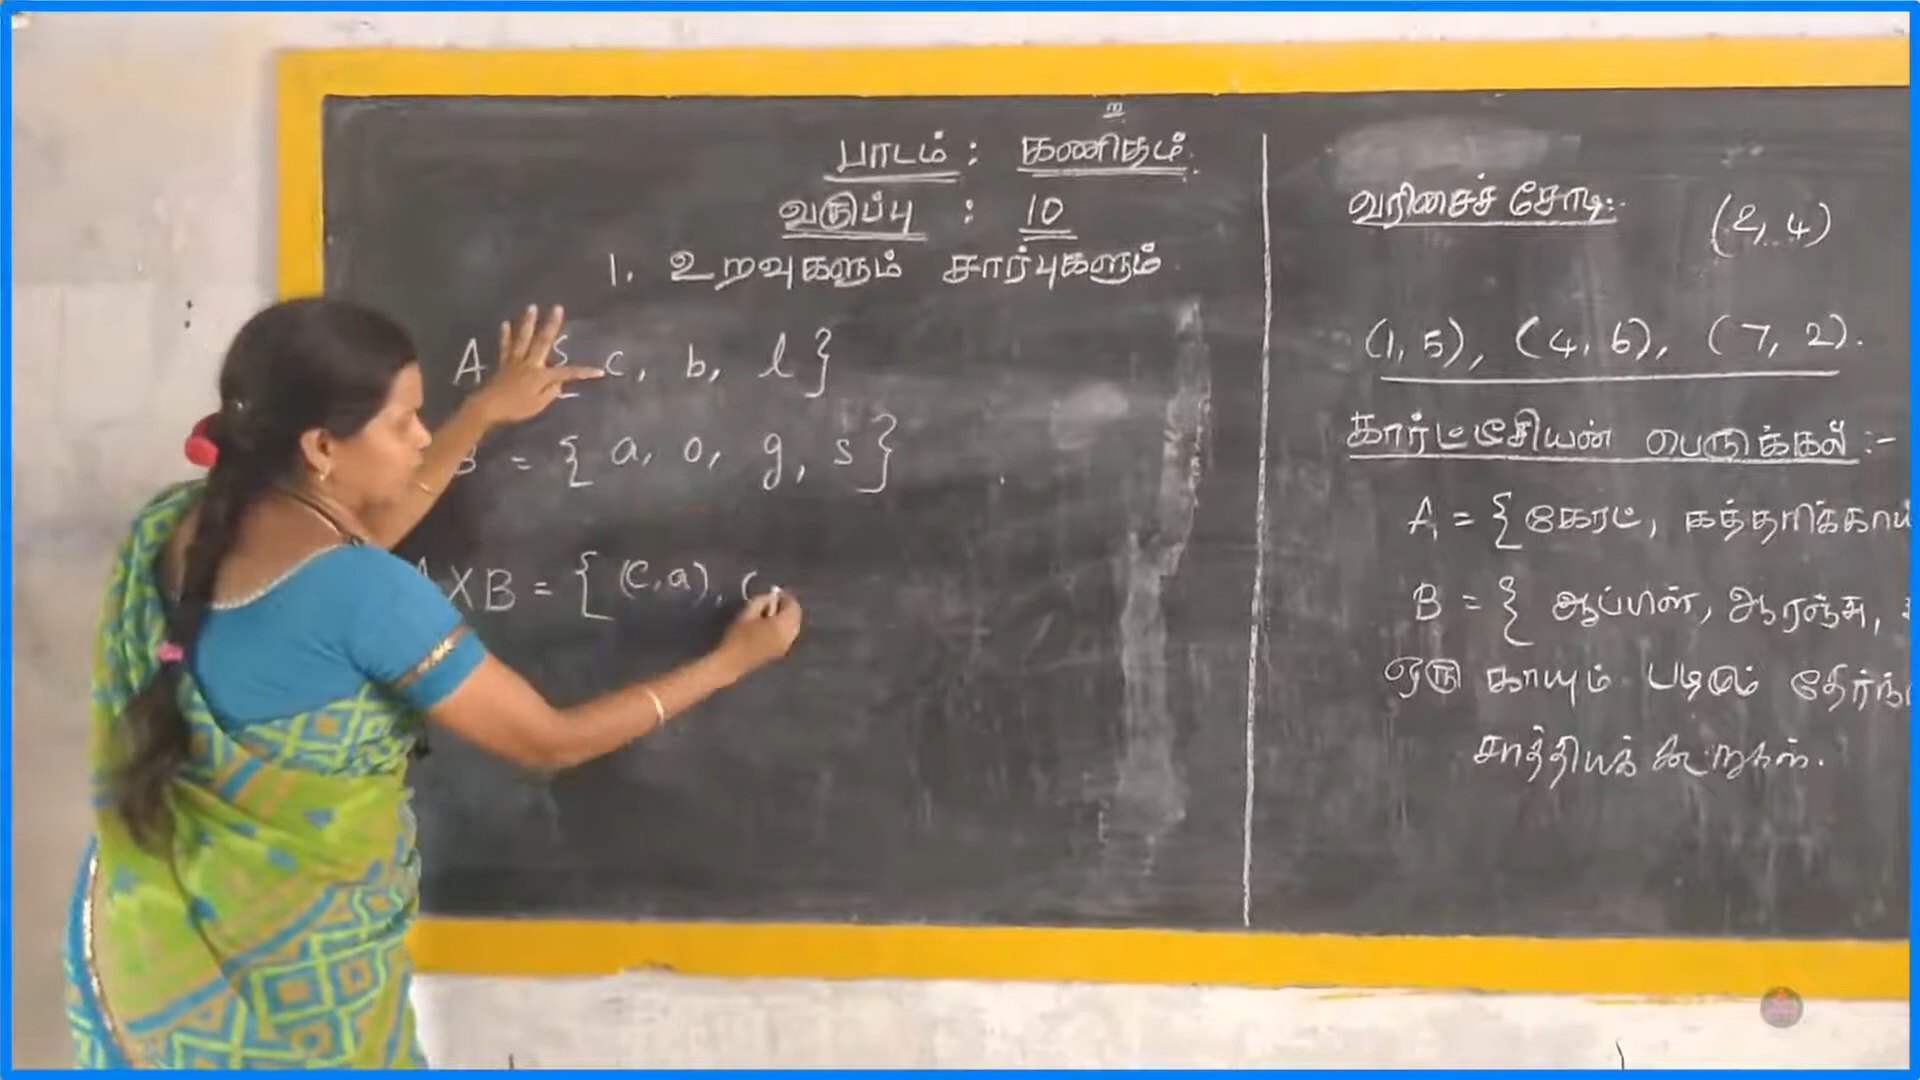 பாடம் : கணிதம்
வகுப்பு : 10
1. உறவுகளும் சார்புகளும்
A { c, b, l }
B = { a, o, g, s }
A X B = { (c, a), (
வரிசைச் சோடி:- (2, 4)
(1, 5), (4, 6), (7, 2).
கார்டீசியன் பெருக்கல் :-
A = { கேரட், கத்தரிக்காய்
B = { ஆப்பிள், ஆரஞ்சு,
ஒரு காயும் பழமும்
சாத்தியக் கூறுகள்.